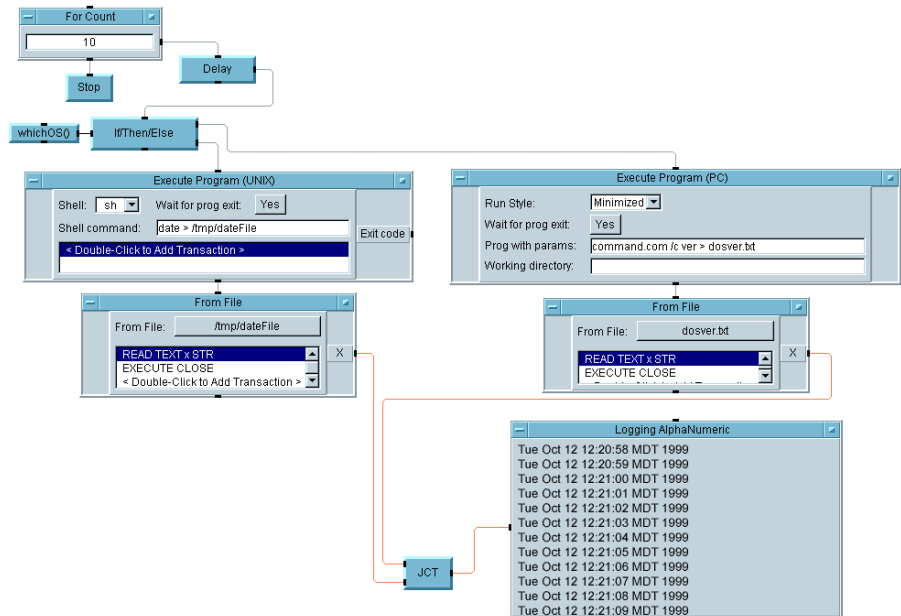 For Count
10
Delay
Stop
whichOS()
If/Then/Else
Execute Program (UNIX)
Shell: sh Wait for prog exit: Yes
Shell command: date > /tmp/dateFile
Exit code
< Double-Click to Add Transaction >
Execute Program (PC)
Run Style: Minimized
Wait for prog exit: Yes
Prog with params: command.com /c ver > dosver.txt
Working directory:
From File
From File: /tmp/dateFile
READ TEXT x STR
EXECUTE CLOSE
< Double-Click to Add Transaction >
X
From File
From File: dosver.txt
READ TEXT x STR
EXECUTE CLOSE
X
Logging AlphaNumeric
Tue Oct 12 12:20:58 MDT 1999
Tue Oct 12 12:20:59 MDT 1999
Tue Oct 12 12:21:00 MDT 1999
Tue Oct 12 12:21:01 MDT 1999
Tue Oct 12 12:21:02 MDT 1999
Tue Oct 12 12:21:03 MDT 1999
Tue Oct 12 12:21:04 MDT 1999
Tue Oct 12 12:21:05 MDT 1999
Tue Oct 12 12:21:06 MDT 1999
Tue Oct 12 12:21:07 MDT 1999
Tue Oct 12 12:21:08 MDT 1999
Tue Oct 12 12:21:09 MDT 1999
JCT